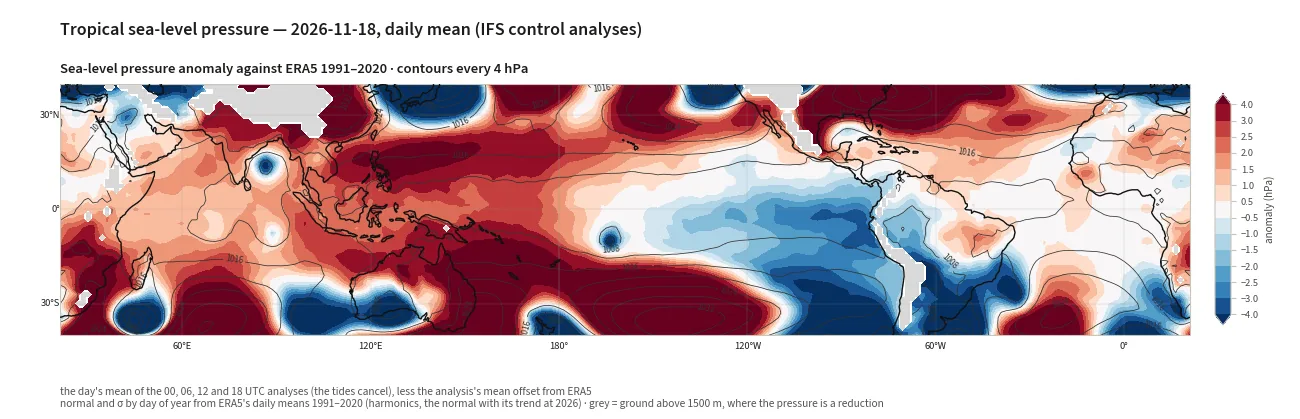 Tropical sea-level pressure — 2026-11-18, daily mean (IFS control analyses)
Sea-level pressure anomaly against ERA5 1991–2020 · contours every 4 hPa
30°N
0°
30°S
60°E
120°E
180°
120°W
60°W
0°
1016
1016
1016
1016
1016
1016
1008
1008
1016
4.0
3.0
2.5
2.0
1.5
1.0
0.5
−0.5
−1.0
−1.5
−2.0
−2.5
−3.0
−4.0
anomaly (hPa)
the day's mean of the 00, 06, 12 and 18 UTC analyses (the tides cancel), less the analysis's mean offset from ERA5
normal and σ by day of year from ERA5's daily means 1991–2020 (harmonics, the normal with its trend at 2026) · grey = ground above 1500 m, where the pressure is a reduction